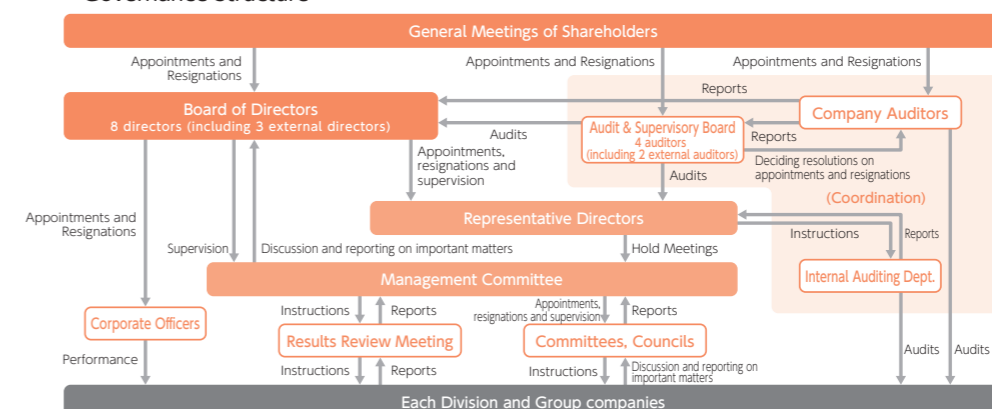 Governance Structure
General Meetings of Shareholders
Appointments and
Resignations
Appointments and Resignations
Appointments and Resignations
Reports
Board of Directors
8 directors (including 3 external directors)
Company Auditors
Audits
Audit & Supervisory Board
4 auditors
(including 2 external auditors)
Reports
Appointments,
resignations and
supervision
Deciding resolutions on
appointments and resignations
Audits
(Coordination)
Representative Directors
Appointments and
Resignations
Instructions
Reports
Supervision
Discussion and reporting on important matters
Hold Meetings
Management Committee
Internal Auditing Dept.
Instructions
Reports
Appointments,
resignations and supervision
Reports
Corporate Officers
Results Review Meeting
Committees, Councils
Performance
Instructions
Reports
Instructions
Discussion and reporting on
important matters
Audits
Audits
Each Division and Group companies